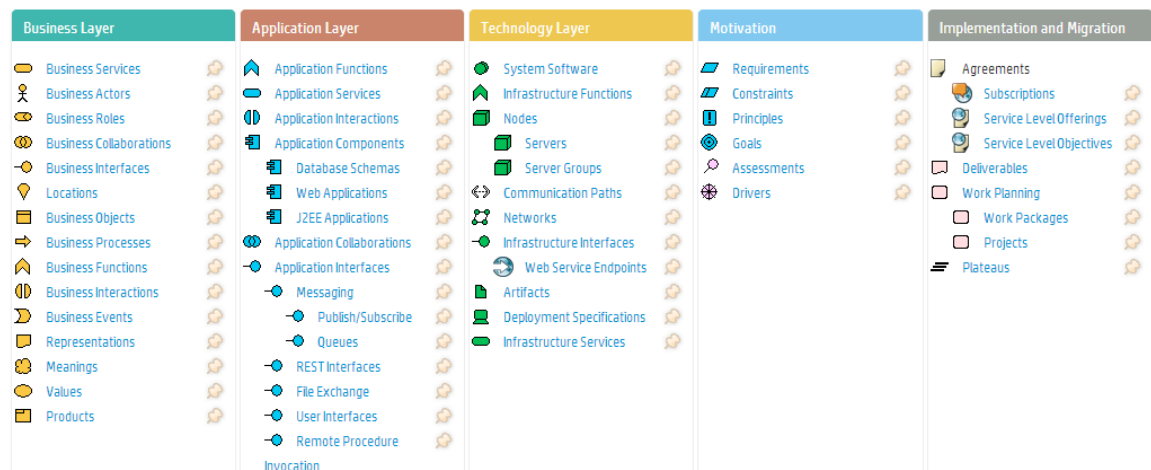 Business Layer
Business Services
Business Actors
Business Roles
Business Collaborations
Business Interfaces
Locations
Business Objects
Business Processes
Business Functions
Business Interactions
Business Events
Representations
Meanings
Values
Products
Application Layer
Application Functions
Application Services
Application Interactions
Application Components
Database Schemas
Web Applications
J2EE Applications
Application Collaborations
Application Interfaces
Messaging
Publish/Subscribe
Queues
REST Interfaces
File Exchange
User Interfaces
Remote Procedure
Invocation
Technology Layer
System Software
Infrastructure Functions
Nodes
Servers
Server Groups
Communication Paths
Networks
Infrastructure Interfaces
Web Service Endpoints
Artifacts
Deployment Specifications
Infrastructure Services
Motivation
Requirements
Constraints
Principles
Goals
Assessments
Drivers
Implementation and Migration
Agreements
Subscriptions
Service Level Offerings
Service Level Objectives
Deliverables
Work Planning
Work Packages
Projects
Plateaus